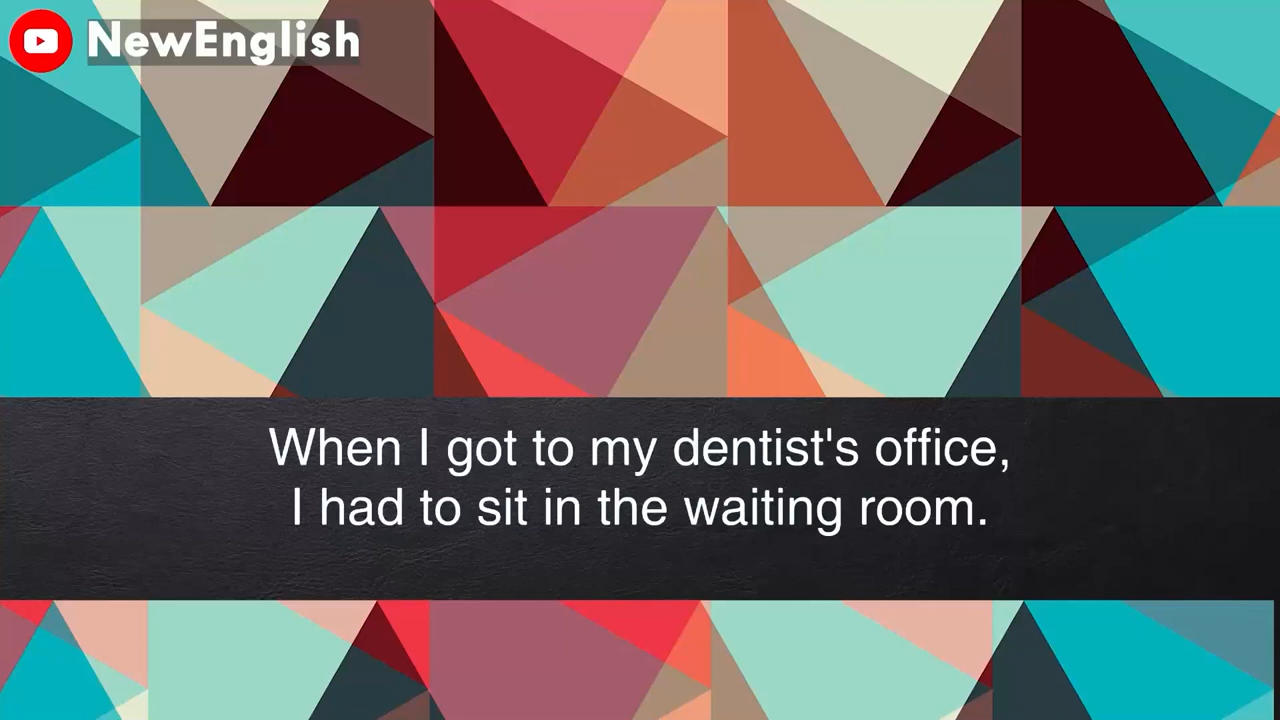 NewEnglish
When I got to my dentist's office,
I had to sit in the waiting room.